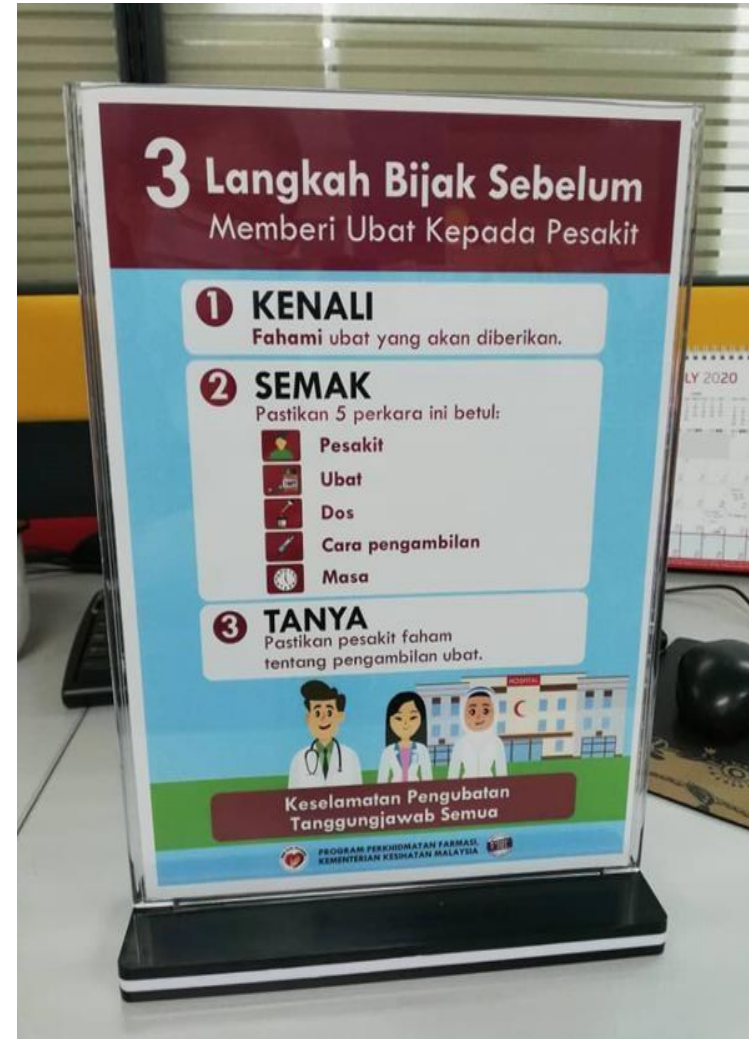 3 Langkah Bijak Sebelum
Memberi Ubat Kepada Pesakit
1 KENALI
Fahami ubat yang akan diberikan.
2 SEMAK
Pastikan 5 perkara ini betul:
Pesakit
Ubat
Dos
Cara pengambilan
Masa
3 TANYA
Pastikan pesakit faham
tentang pengambilan ubat.
HOSPITAL
Keselamatan Pengubatan
Tanggungjawab Semua
PROGRAM PERKHIDMATAN FARMASI,
KEMENTERIAN KESIHATAN MALAYSIA
LY 2020